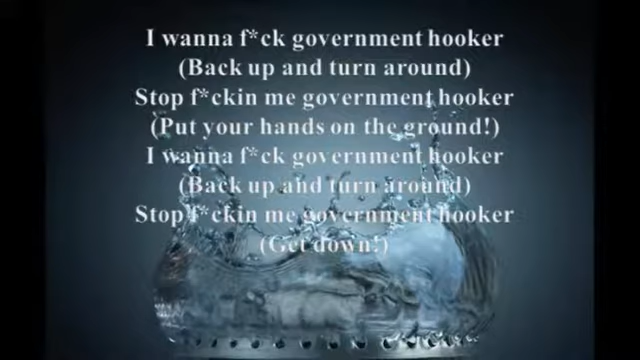 I wanna f*ck government hooker
(Back up and turn around)
Stop f*ckin me government hooker
(Put your hands on the ground!)
I wanna f*ck government hooker
(Back up and turn around)
Stop f*ckin me government hooker
(Get down!)